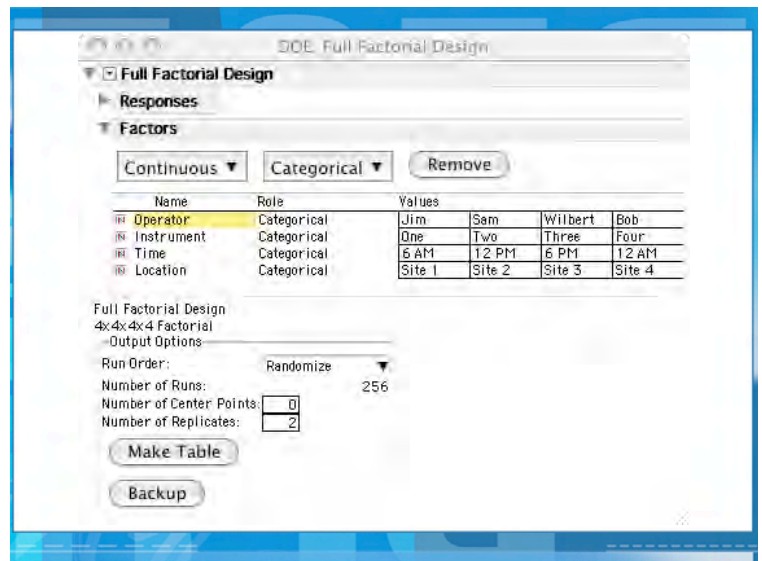 DOE: Full Factorial Design
Full Factorial Design
Responses
Factors
Continuous ▼ Categorical ▼ Remove
Name Role Values
Operator Categorical Jim Sam Wilbert Bob
Instrument Categorical One Two Three Four
Time Categorical 6 AM 12 PM 6 PM 12 AM
Location Categorical Site 1 Site 2 Site 3 Site 4
Full Factorial Design
4x4x4x4 Factorial
Output Options
Run Order: Randomize ▼
Number of Runs: 256
Number of Center Points: 0
Number of Replicates: 2
Make Table
Backup